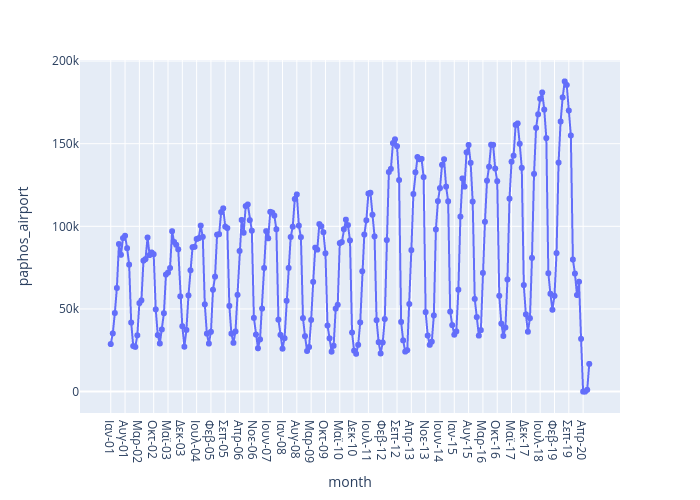 200k
150k
100k
50k
0
paphos_airport
Ιαν-01
Αυγ-01
Μαρ-02
Οκτ-02
Μαϊ-03
Δεκ-03
Ιουλ-04
Φεβ-05
Σεπ-05
Απρ-06
Νοε-06
Ιουν-07
Ιαν-08
Αυγ-08
Μαρ-09
Οκτ-09
Μαϊ-10
Δεκ-10
Ιουλ-11
Φεβ-12
Σεπ-12
Απρ-13
Νοε-13
Ιουν-14
Ιαν-15
Αυγ-15
Μαρ-16
Οκτ-16
Μαϊ-17
Δεκ-17
Ιουλ-18
Φεβ-19
Σεπ-19
Απρ-20
month